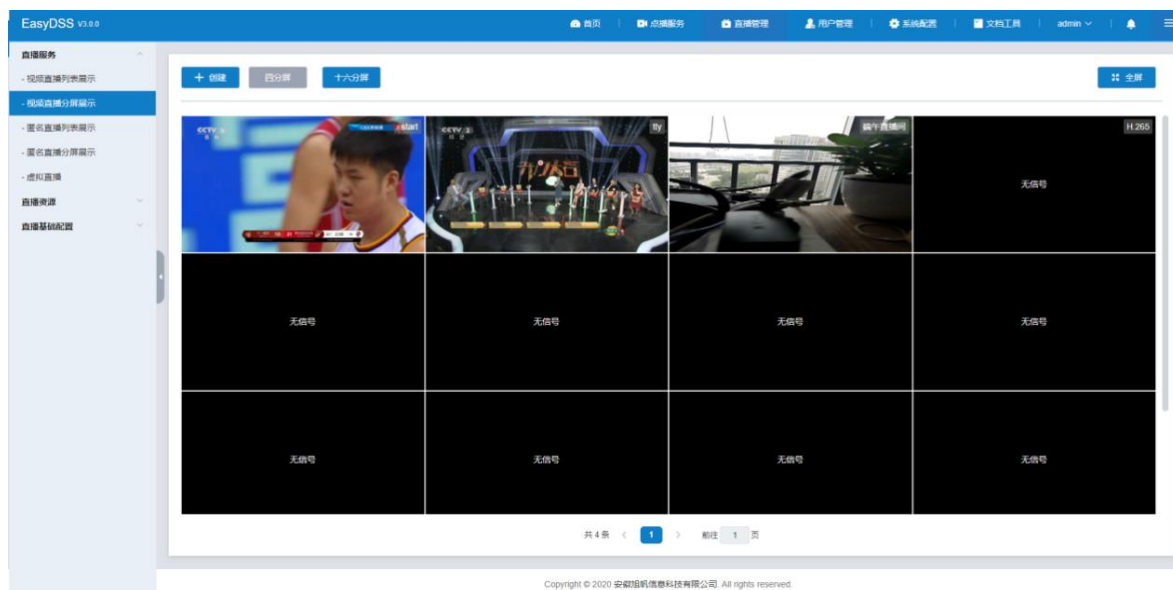 EasyDSS V3.0.0
首页
点播服务
直播管理
用户管理
系统配置
文档工具
admin
直播服务
- 视频直播列表展示
- 视频直播分屏展示
- 匿名直播列表展示
- 匿名直播分屏展示
- 虚拟直播
直播资源
直播基础配置
+ 创建
四分屏
十六分屏
全屏
start
tly
端午直播间
H.265
无信号
无信号
无信号
无信号
无信号
无信号
无信号
无信号
无信号
共 4 条
1
前往 1 页
Copyright © 2020 安徽旭帆信息科技有限公司. All rights reserved.